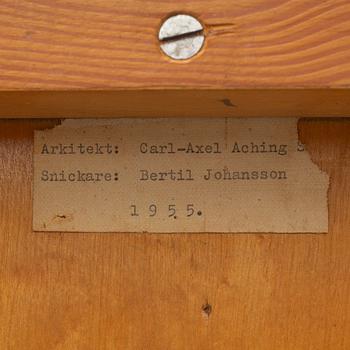 Arkitekt: Carl-Axel Aching S
Snickare: Bertil Johansson
1955.